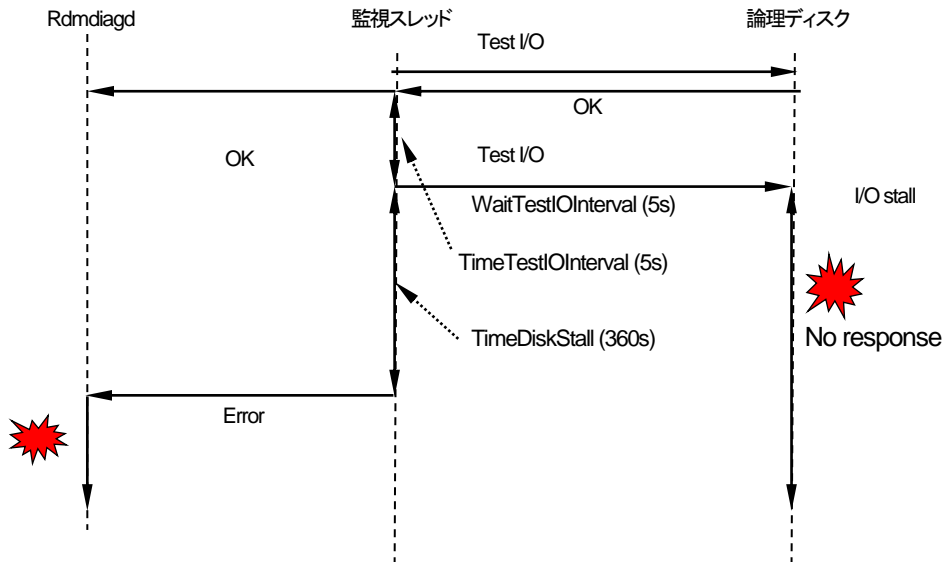 Rdmdiagd
監視スレッド
論理ディスク
Test I/O
OK
OK
Test I/O
I/O stall
WaitTestIOInterval (5s)
TimeTestIOInterval (5s)
TimeDiskStall (360s)
No response
Error